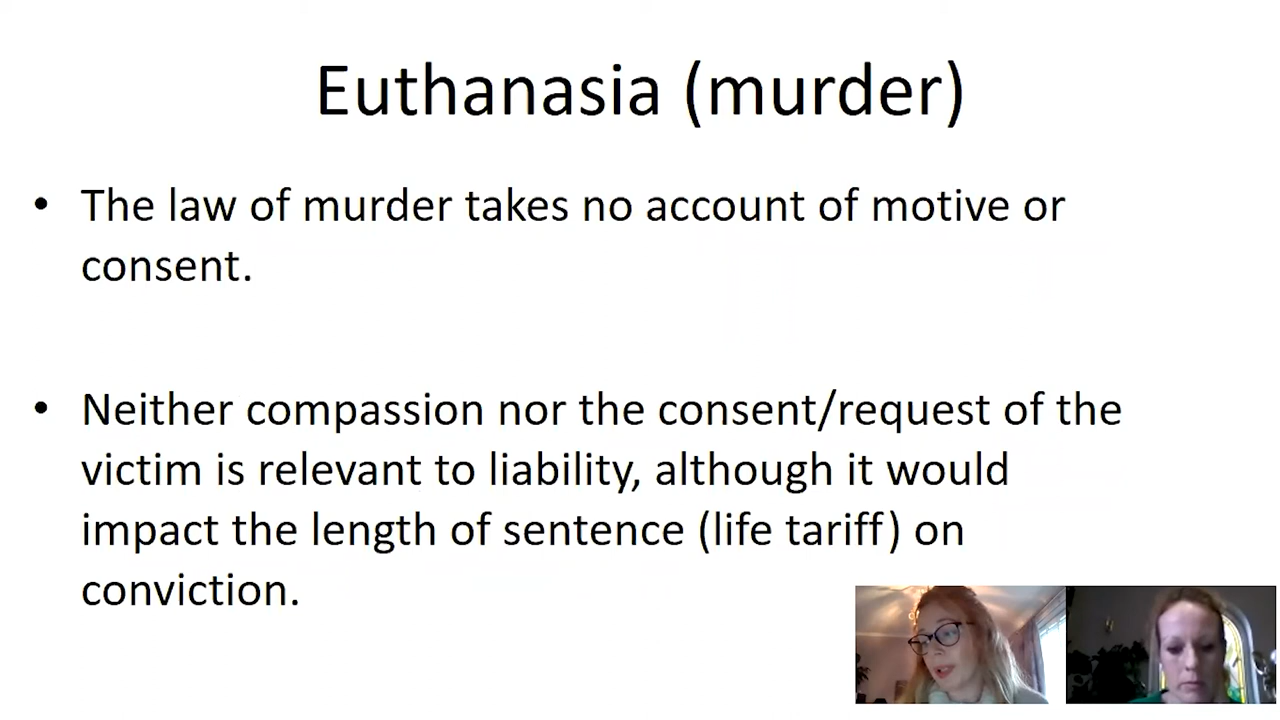 Euthanasia (murder)
• The law of murder takes no account of motive or
consent.
• Neither compassion nor the consent/request of the
victim is relevant to liability, although it would
impact the length of sentence (life tariff) on
conviction.